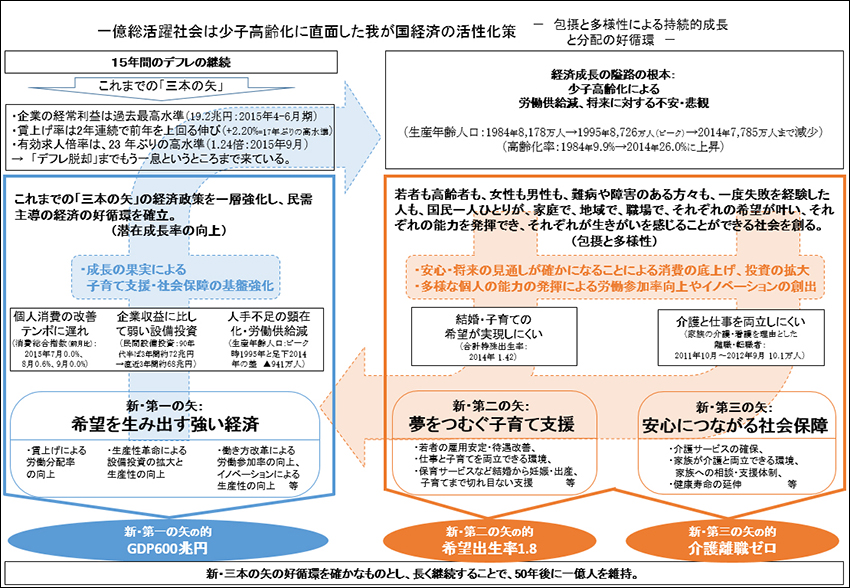 一億総活躍社会は少子高齢化に直面した我が国経済の活性化策
― 包摂と多様性による持続的成長
と分配の好循環 ―
15年間のデフレの継続
これまでの「三本の矢」
・企業の経常利益は過去最高水準（19.2兆円：2015年4-6月期）
・賃上げ率は2年連続で前年を上回る伸び（+2.20%=17年ぶりの高水準）
・有効求人倍率は、23 年ぶりの高水準（1.24倍：2015年9月）
→ 「デフレ脱却」までもう一息というところまで来ている。
経済成長の隘路の根本：
少子高齢化による
労働供給減、将来に対する不安・悲観
（生産年齢人口：1984年8,178万人→1995年8,726万人（ピーク）→2014年7,785万人まで減少）
（高齢化率：1984年9.9%→2014年26.0%に上昇）
これまでの「三本の矢」の経済政策を一層強化し、民需
主導の経済の好循環を確立。
（潜在成長率の向上）
・成長の果実による
子育て支援・社会保障の基盤強化
個人消費の改善
テンポに遅れ
（消費総合指数（前月比）：
2015年7月0.0%、
8月0.6%、9月0.0%）
企業収益に比し
て弱い設備投資
（民間設備投資：90年
代半ば3年間約72兆円
→直近3年間約68兆円）
人手不足の顕在
化・労働供給減
（生産年齢人口：ピーク
時1995年と足下2014
年の差 ▲941万人）
若者も高齢者も、女性も男性も、難病や障害のある方々も、一度失敗を経験した
人も、国民一人ひとりが、家庭で、地域で、職場で、それぞれの希望が叶い、それ
ぞれの能力を発揮でき、それぞれが生きがいを感じることができる社会を創る。
（包摂と多様性）
・安心・将来の見通しが確かになることによる消費の底上げ、投資の拡大
・多様な個人の能力の発揮による労働参加率向上やイノベーションの創出
結婚・子育ての
希望が実現しにくい
（合計特殊出生率：
2014年 1.42）
介護と仕事を両立しにくい
（家族の介護・看護を理由とした
離職・転職者：
2011年10月～2012年9月 10.1万人）
新・第一の矢：
希望を生み出す強い経済
・賃上げによる
労働分配率
の向上
・生産性革命による
設備投資の拡大と
生産性の向上
・働き方改革による
労働参加率の向上、
イノベーションによる
生産性の向上 等
新・第二の矢：
夢をつむぐ子育て支援
・若者の雇用安定・待遇改善、
・仕事と子育てを両立できる環境、
・保育サービスなど結婚から妊娠・出産、
子育てまで切れ目ない支援 等
新・第三の矢：
安心につながる社会保障
・介護サービスの確保、
・家族が介護と両立できる環境、
家族への相談・支援体制、
・健康寿命の延伸 等
新・第一の矢の的
GDP600兆円
新・第二の矢の的
希望出生率1.8
新・第三の矢の的
介護離職ゼロ
新・三本の矢の好循環を確かなものとし、長く継続することで、50年後に一億人を維持。